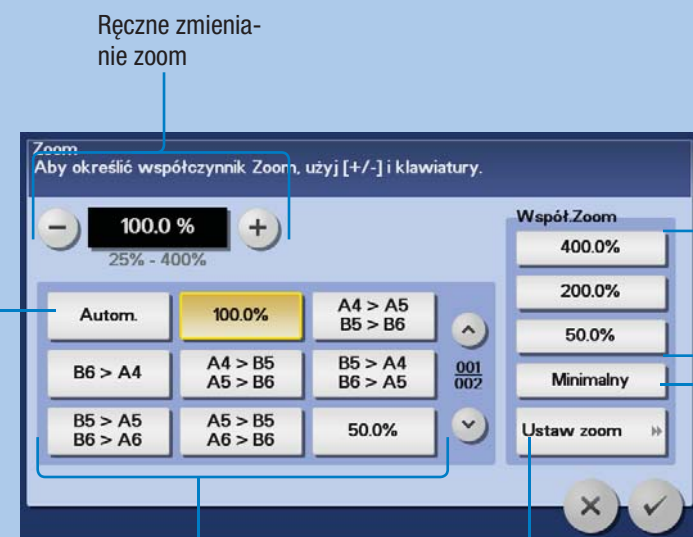 Ręczne zmienia-
nie zoom
Zoom
Aby określić współczynnik Zoom, użyj [+/-] i klawiatury.
− 100.0 % +
25% - 400%
Autom.
100.0%
A4 > A5
B5 > B6
B6 > A4
A4 > B5
A5 > B6
B5 > A4
B6 > A5
001
002
B5 > A5
B6 > A6
A5 > B5
A6 > B6
50.0%
Współ.Zoom
400.0%
200.0%
50.0%
Minimalny
Ustaw zoom